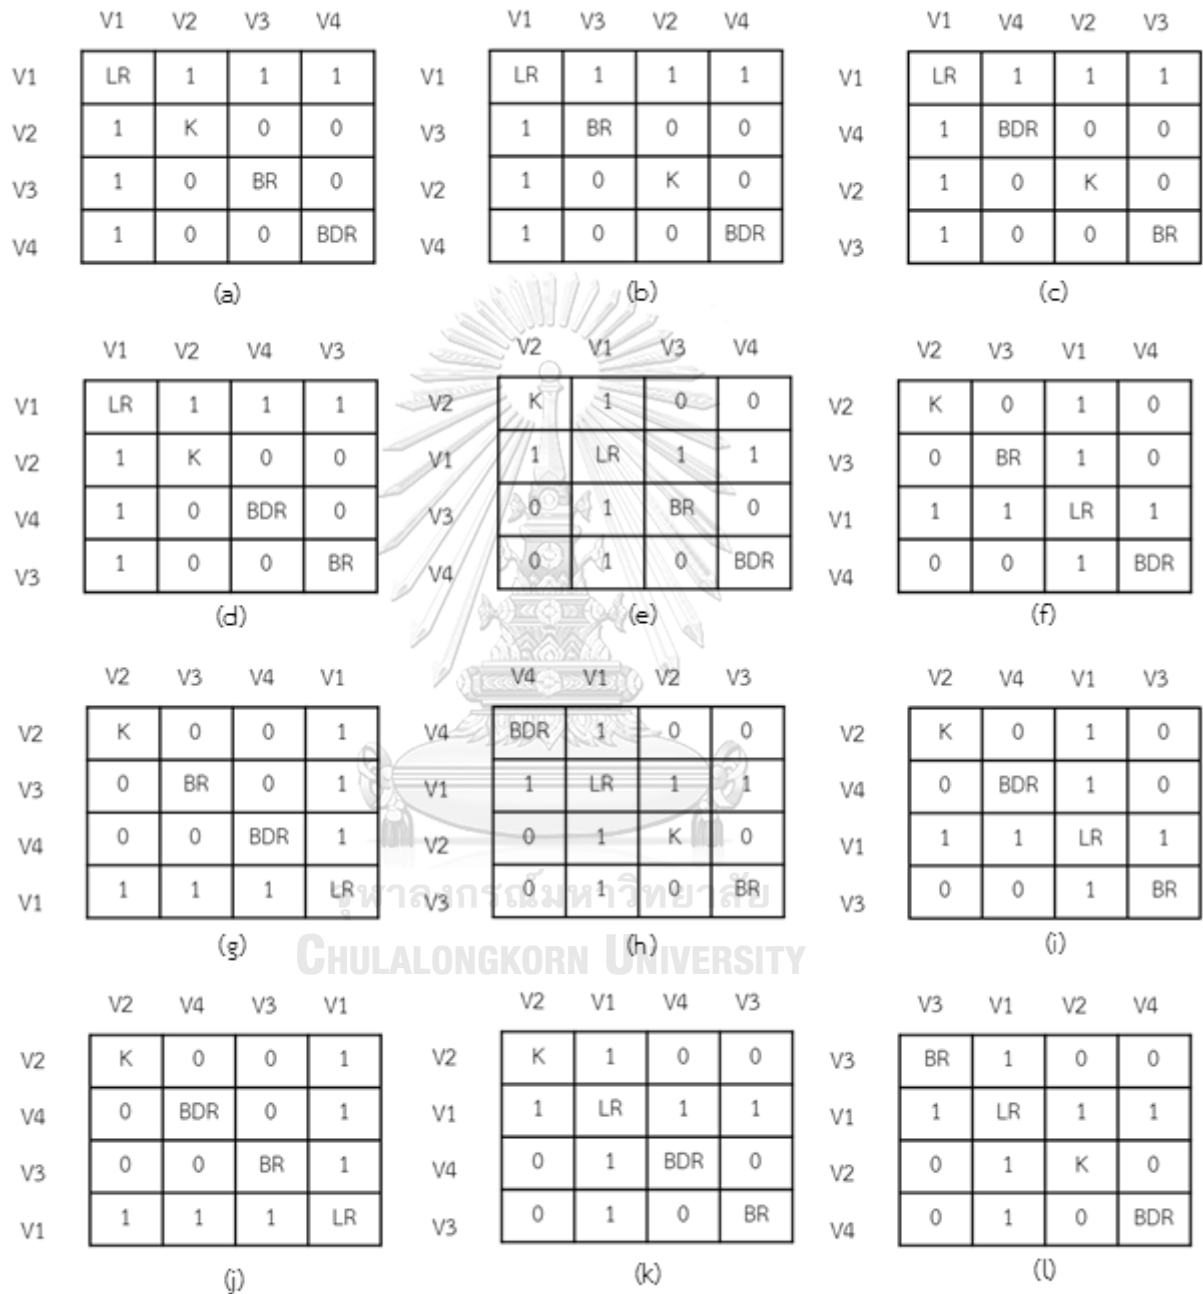 V1 V2 V3 V4
V1 LR 1 1 1
V2 1 K 0 0
V3 1 0 BR 0
V4 1 0 0 BDR
(a)
V1 V3 V2 V4
V1 LR 1 1 1
V3 1 BR 0 0
V2 1 0 K 0
V4 1 0 0 BDR
(b)
V1 V4 V2 V3
V1 LR 1 1 1
V4 1 BDR 0 0
V2 1 0 K 0
V3 1 0 0 BR
(c)
V1 V2 V4 V3
V1 LR 1 1 1
V2 1 K 0 0
V4 1 0 BDR 0
V3 1 0 0 BR
(d)
V2 V1 V3 V4
V2 K 1 0 0
V1 1 LR 1 1
V3 0 1 BR 0
V4 0 1 0 BDR
(e)
V2 V3 V1 V4
V2 K 0 1 0
V3 0 BR 1 0
V1 1 1 LR 1
V4 0 0 1 BDR
(f)
V2 V3 V4 V1
V2 K 0 0 1
V3 0 BR 0 1
V4 0 0 BDR 1
V1 1 1 1 LR
(g)
V4 V1 V2 V3
V4 BDR 1 0 0
V1 1 LR 1 1
V2 0 1 K 0
V3 0 1 0 BR
(h)
V2 V4 V1 V3
V2 K 0 1 0
V4 0 BDR 1 0
V1 1 1 LR 1
V3 0 0 1 BR
(i)
จุฬาลงกรณ์มหาวิทยาลัย
CHULALONGKORN UNIVERSITY
V2 V4 V3 V1
V2 K 0 0 1
V4 0 BDR 0 1
V3 0 0 BR 1
V1 1 1 1 LR
(j)
V2 V1 V4 V3
V2 K 1 0 0
V1 1 LR 1 1
V4 0 1 BDR 0
V3 0 1 0 BR
(k)
V3 V1 V2 V4
V3 BR 1 0 0
V1 1 LR 1 1
V2 0 1 K 0
V4 0 1 0 BDR
(l)